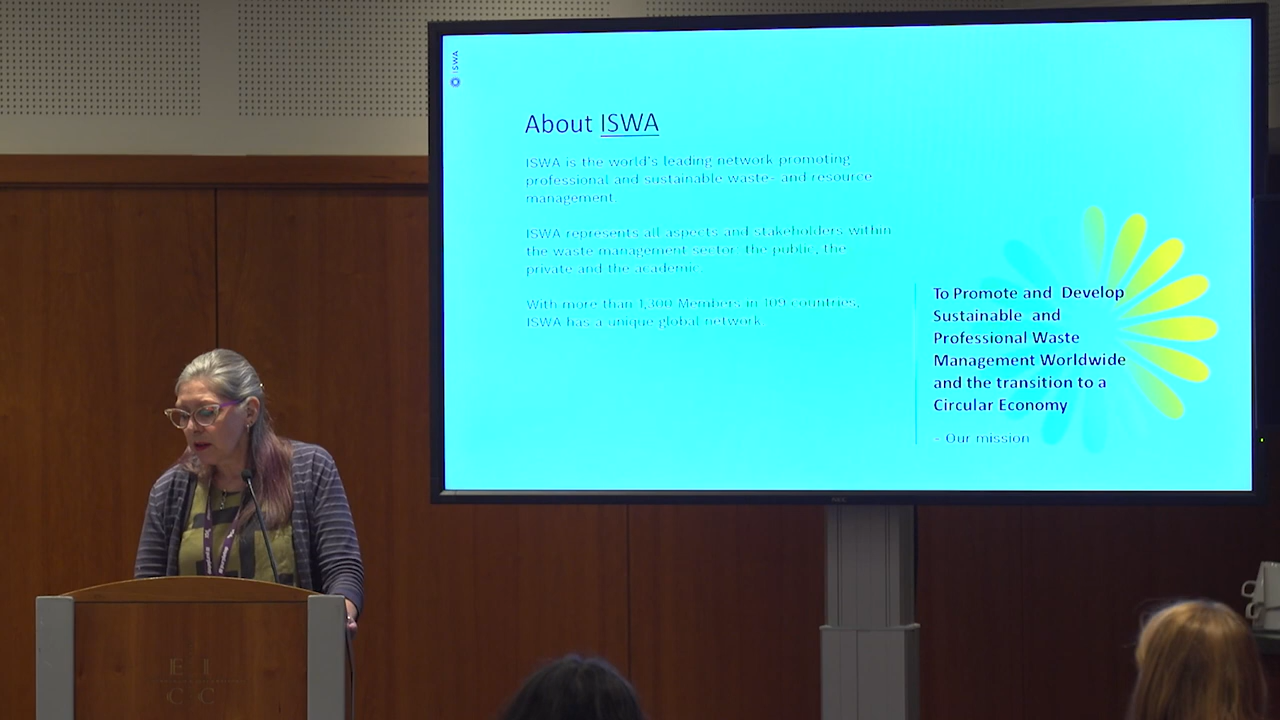 ISWA
About ISWA
ISWA is the world's leading network promoting
professional and sustainable waste- and resource
management.
ISWA represents all aspects and stakeholders within
the waste management sector the public, the
private and the academic.
With more than 1,300 Members in 109 countries,
ISWA has a unique global network
To Promote and Develop
Sustainable and
Professional Waste
Management Worldwide
and the transition to a
Circular Economy
- Our mission
E I
C C